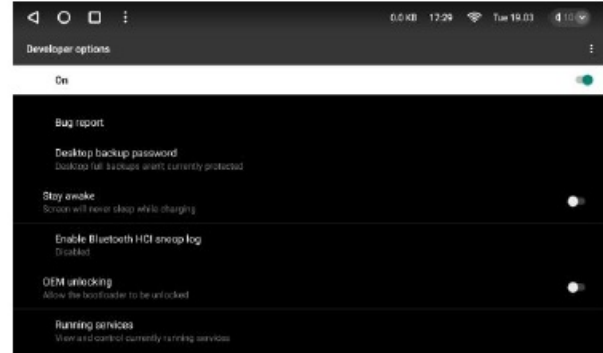 0.0 KB 17:29 Tue 19.03 10
Developer options
On
Bug report
Desktop backup password
Desktop full backups aren't currently protected
Stay awake
Screen will never sleep while charging
Enable Bluetooth HCI snoop log
Disabled
OEM unlocking
Allow the bootloader to be unlocked
Running services
View and control currently running services